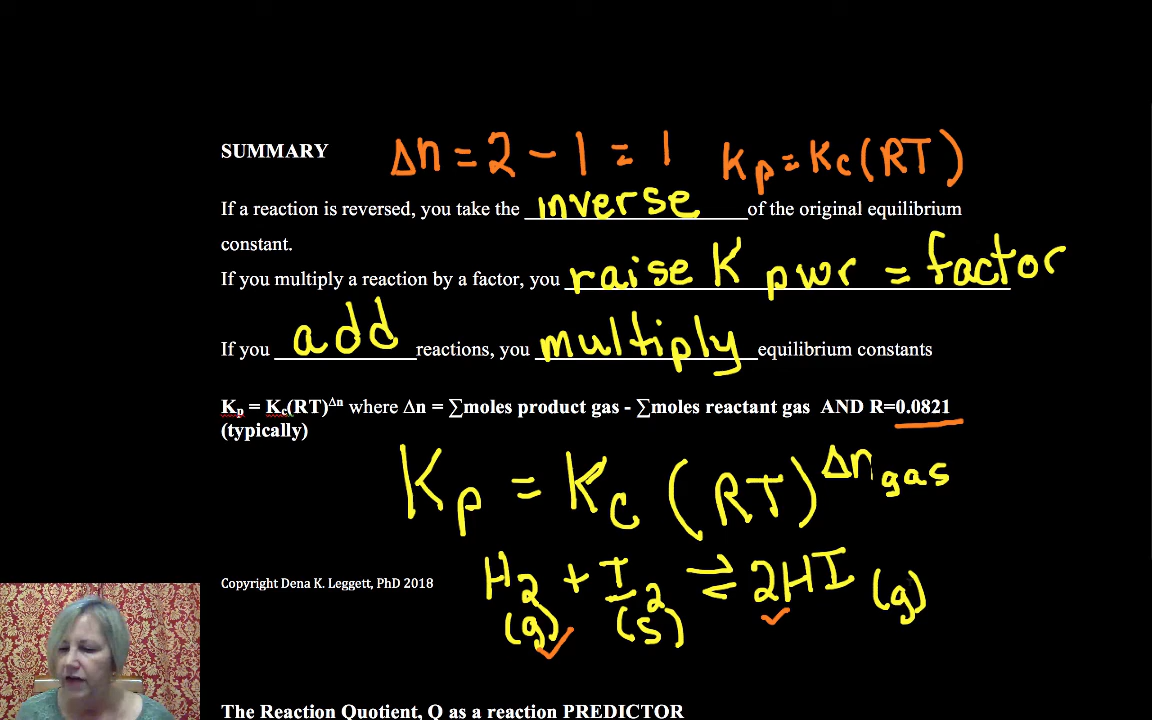 SUMMARY Δn = 2 - 1 = 1 Kp = Kc (RT)
If a reaction is reversed, you take the inverse of the original equilibrium
constant.
If you multiply a reaction by a factor, you raise K pwr = factor
If you add reactions, you multiply equilibrium constants
Kp = Kc(RT)^Δn where Δn = ∑moles product gas - ∑moles reactant gas AND R=0.0821
(typically)
Kp = Kc (RT)^Δn gas
H2 + I2 ⇌ 2HI (g)
(g) (s)
Copyright Dena K. Leggett, PhD 2018
The Reaction Quotient, Q as a reaction PREDICTOR